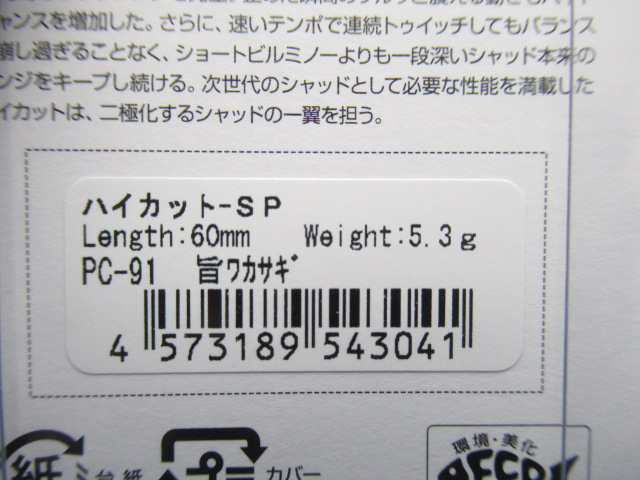 ャンスを増加した。さらに、速いテンポで連続トゥイッチしてもバランス
崩し過ぎることなく、ショートビルミノーよりも一段深いシャッド本来の
ンジをキープし続ける。次世代のシャッドとして必要な性能を満載した
イカットは、二極化するシャッドの一翼を担う。
ハイカット-SP
Length:60mm Weight:5.3g
PC-91 旨ワカサギ
4 573189 543041
環境・美化
紙 台紙 カバー